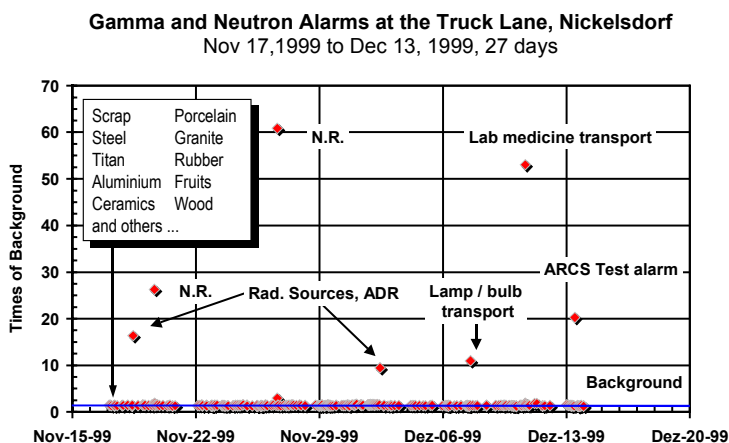 Gamma and Neutron Alarms at the Truck Lane, Nickelsdorf
Nov 17,1999 to Dec 13, 1999, 27 days
Times of Background
70
60
50
40
30
20
10
0
Scrap Porcelain
Steel Granite
Titan Rubber
Aluminium Fruits
Ceramics Wood
and others ...
N.R.
Lab medicine transport
ARCS Test alarm
N.R.
Rad. Sources, ADR
Lamp / bulb
transport
Background
Nov-15-99 Nov-22-99 Nov-29-99 Dez-06-99 Dez-13-99 Dez-20-99